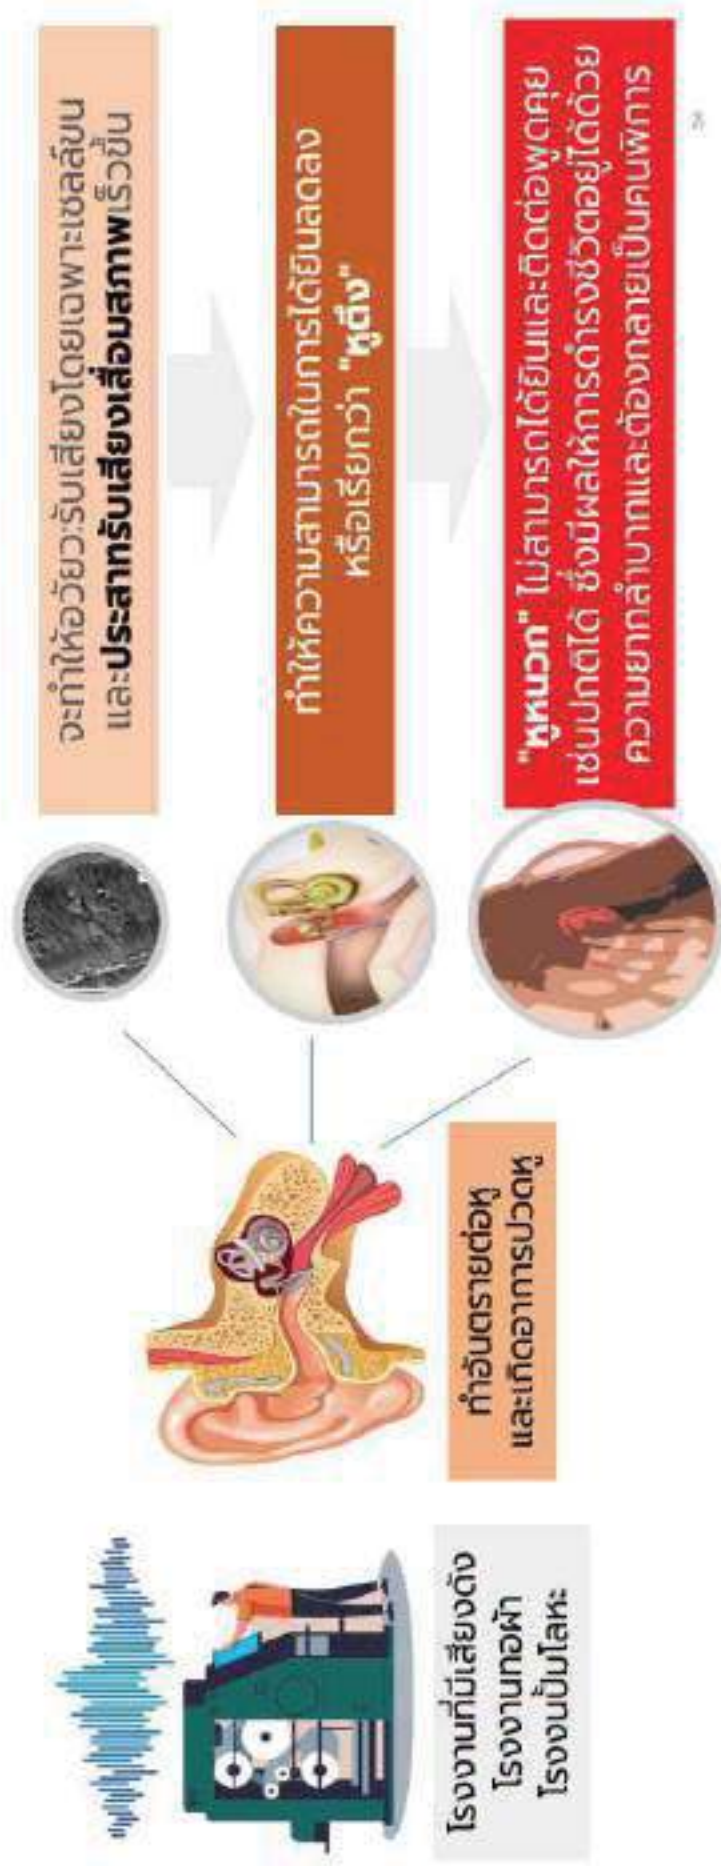 โรงงานที่มีเสียงดัง
โรงงานทอผ้า
โรงงนปั้มโลหะ
ทำอันตรายต่อหู
และเกิดอาการปวดหู
จะทำให้อวัยวะรับเสียงโดยเฉพาะเซลล์ขน
และประสาทรับเสียงเสื่อมสภาพเร็วขึ้น
ทำให้ความสามารถในการได้ยินลดลง
หรือเรียกว่า "หูตึง"
"หูหนวก" ไม่สามารถได้ยินและติดต่อพูดคุย
เช่นปกติได้ ซึ่งมีผลให้การดำรงชีวิตอยู่ได้ด้วย
ความยากลำบากและต้องกลายเป็นคนพิการ